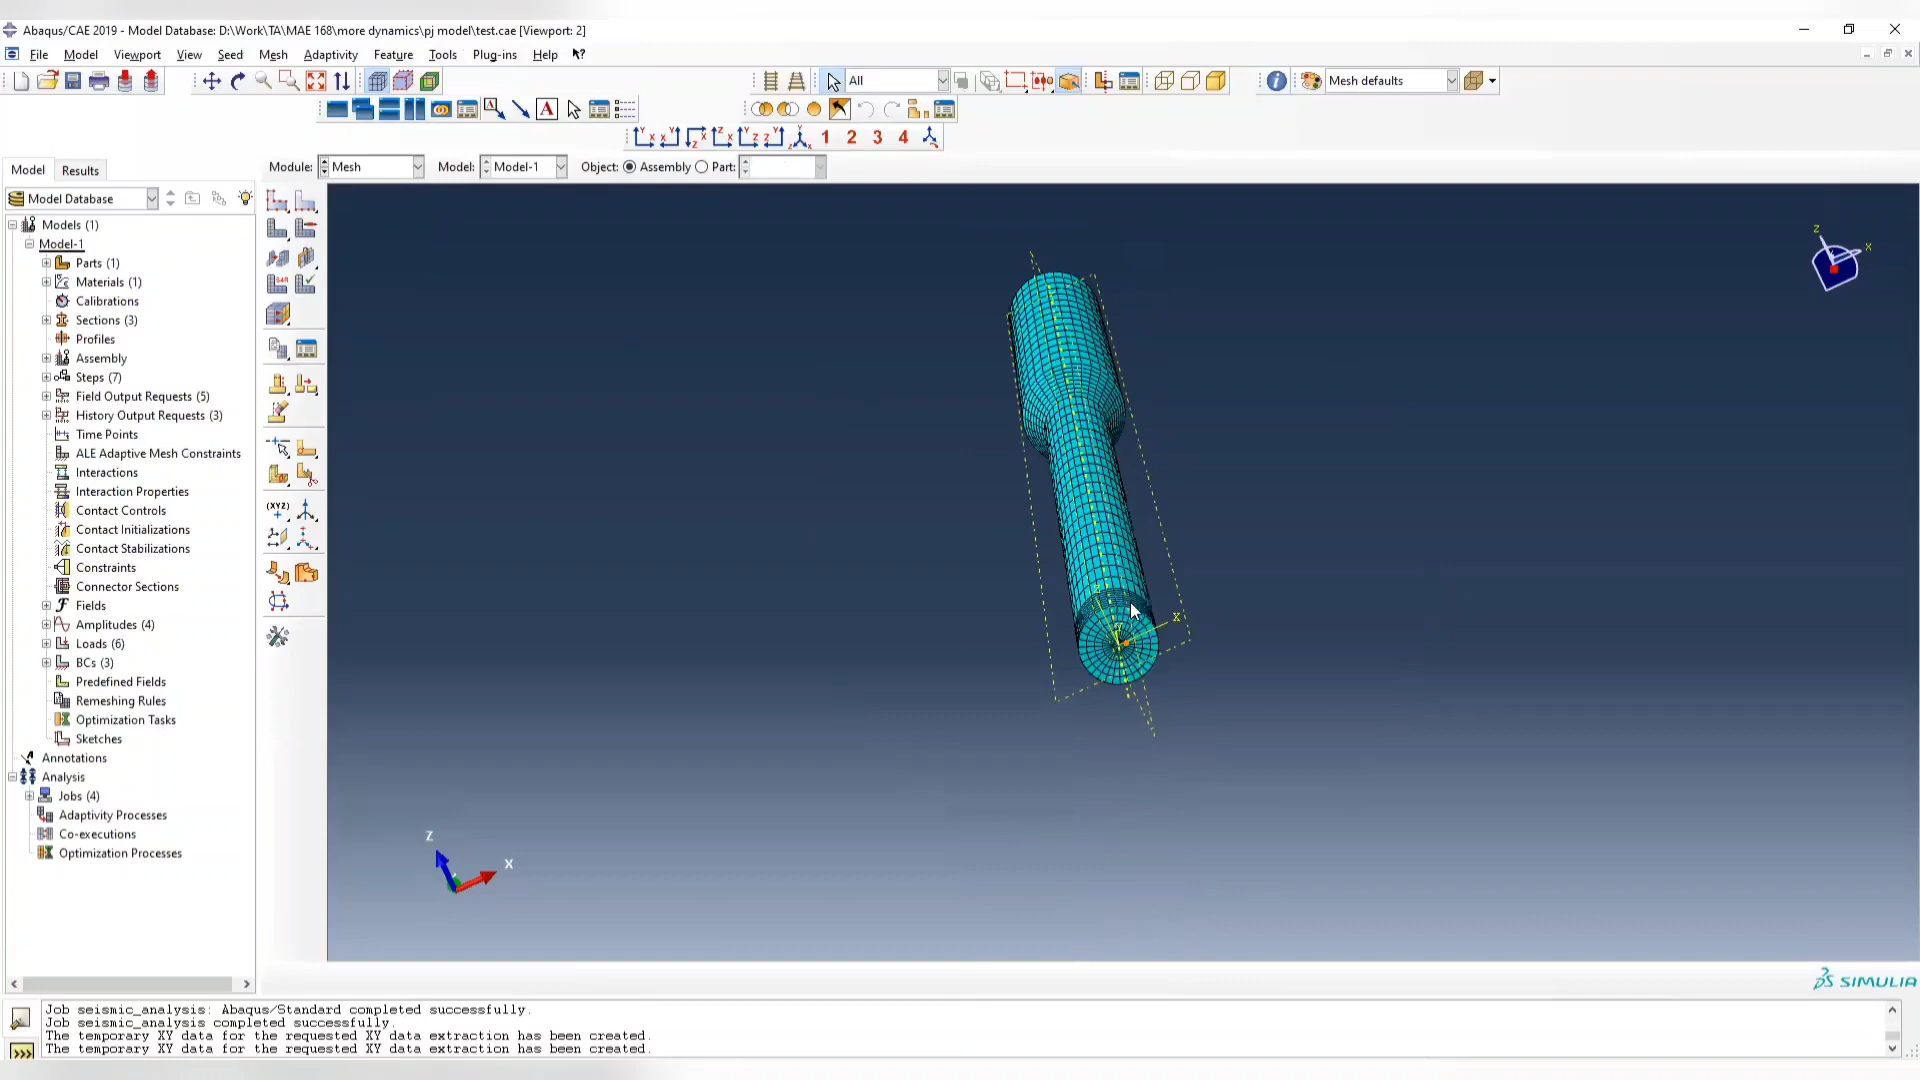 Abaqus/CAE 2019 - Model Database: D:\Work\TA\MAE 168\more dynamics\pj model\test.cae [Viewport: 2]
File Model Viewport View Seed Mesh Adaptivity Feature Tools Plug-ins Help
All
Mesh defaults
1 2 3 4
Model Results
Module: Mesh Model: Model-1 Object: Assembly Part:
Model Database
Models (1)
Model-1
Parts (1)
Materials (1)
Calibrations
Sections (3)
Profiles
Assembly
Steps (7)
Field Output Requests (5)
History Output Requests (3)
Time Points
ALE Adaptive Mesh Constraints
Interactions
Interaction Properties
Contact Controls
Contact Initializations
Contact Stabilizations
Constraints
Connector Sections
Fields
Amplitudes (4)
Loads (6)
BCs (3)
Predefined Fields
Remeshing Rules
Optimization Tasks
Sketches
Annotations
Analysis
Jobs (4)
Adaptivity Processes
Co-executions
Optimization Processes
(XYZ)
Z
X
X
Z
X
SIMULIA
Job seismic_analysis: Abaqus/Standard completed successfully.
Job seismic_analysis completed successfully.
The temporary XY data for the requested XY data extraction has been created.
The temporary XY data for the requested XY data extraction has been created.